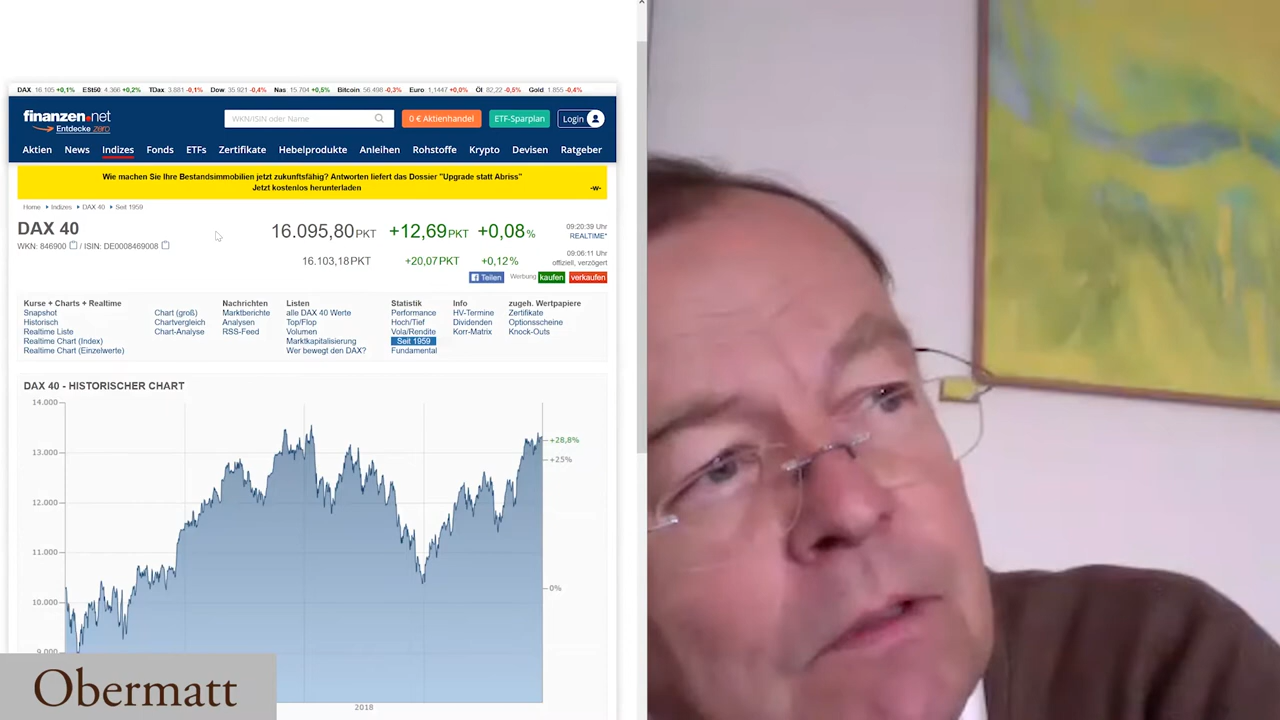 DAX 16.105 +0,1% ESt50 4.366 +0,2% TDax 3.881 -0,1% Dow 35.921 -0,4% Nas 15.704 +0,5% Bitcoin 56.498 -0,3% Euro 1,1447 +0,0% Öl 82,22 -0,5% Gold 1.855 -0,4%
finanzen.net
Entdecke zero
WKN/ISIN oder Name
0 € Aktienhandel
ETF-Sparplan
Login
Aktien News Indizes Fonds ETFs Zertifikate Hebelprodukte Anleihen Rohstoffe Krypto Devisen Ratgeber
Wie machen Sie Ihre Bestandsimmobilien jetzt zukunftsfähig? Antworten liefert das Dossier "Upgrade statt Abriss"
Jetzt kostenlos herunterladen
-w-
Home Indizes DAX 40 Seit 1959
DAX 40
WKN: 846900 / ISIN: DE0008469008
16.095,80 PKT +12,69 PKT +0,08 %
09:20:39 Uhr
REALTIME*
16.103,18 PKT +20,07 PKT +0,12 %
09:06:11 Uhr
offiziell, verzögert
Teilen Werbung kaufen verkaufen
Kurse + Charts + Realtime
Snapshot
Historisch
Realtime Liste
Realtime Chart (Index)
Realtime Chart (Einzelwerte)
Chart (groß)
Chartvergleich
Chart-Analyse
Nachrichten
Marktberichte
Analysen
RSS-Feed
Listen
alle DAX 40 Werte
Top/Flop
Volumen
Marktkapitalisierung
Wer bewegt den DAX?
Statistik
Performance
Hoch/Tief
Vola/Rendite
Seit 1959
Fundamental
Info
HV-Termine
Dividenden
Korr-Matrix
zugeh. Wertpapiere
Zertifikate
Optionsscheine
Knock-Outs
DAX 40 - HISTORISCHER CHART
14.000
13.000
12.000
11.000
10.000
9.000
+28,8%
+25%
0%
2018
Obermatt